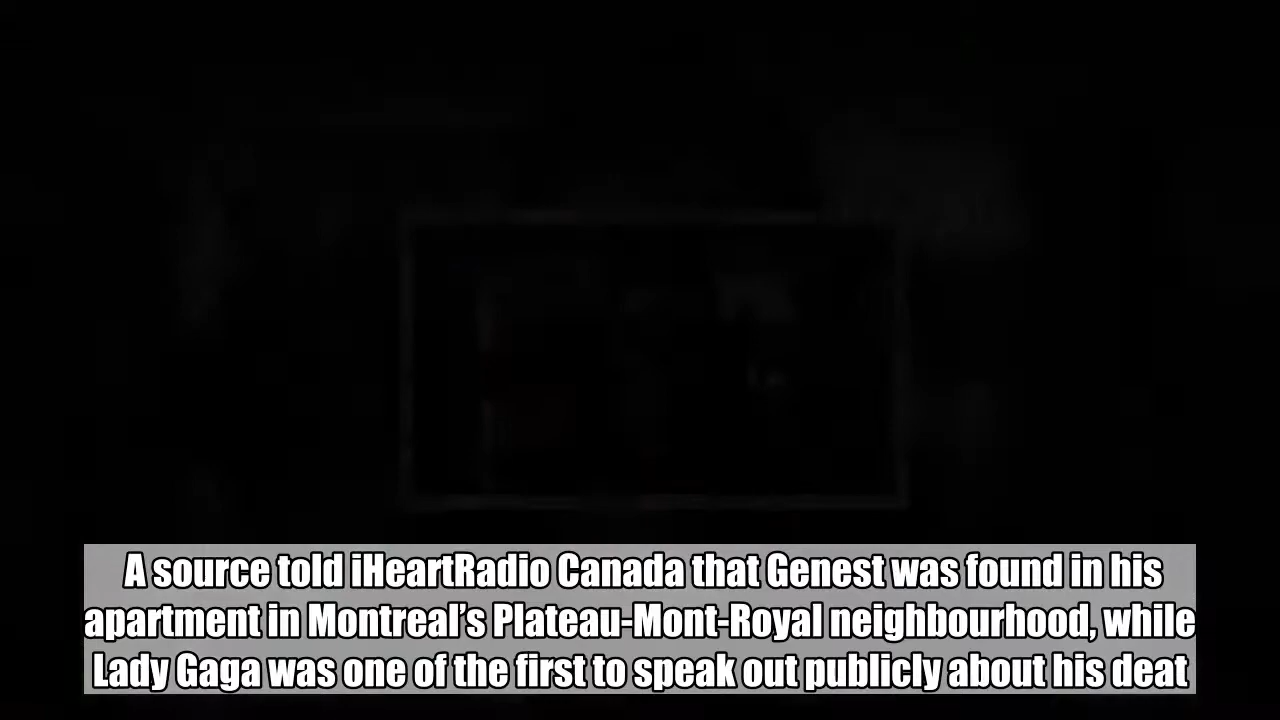 A source told iHeartRadio Canada that Genest was found in his
apartment in Montreal’s Plateau-Mont-Royal neighbourhood, while
Lady Gaga was one of the first to speak out publicly about his deat